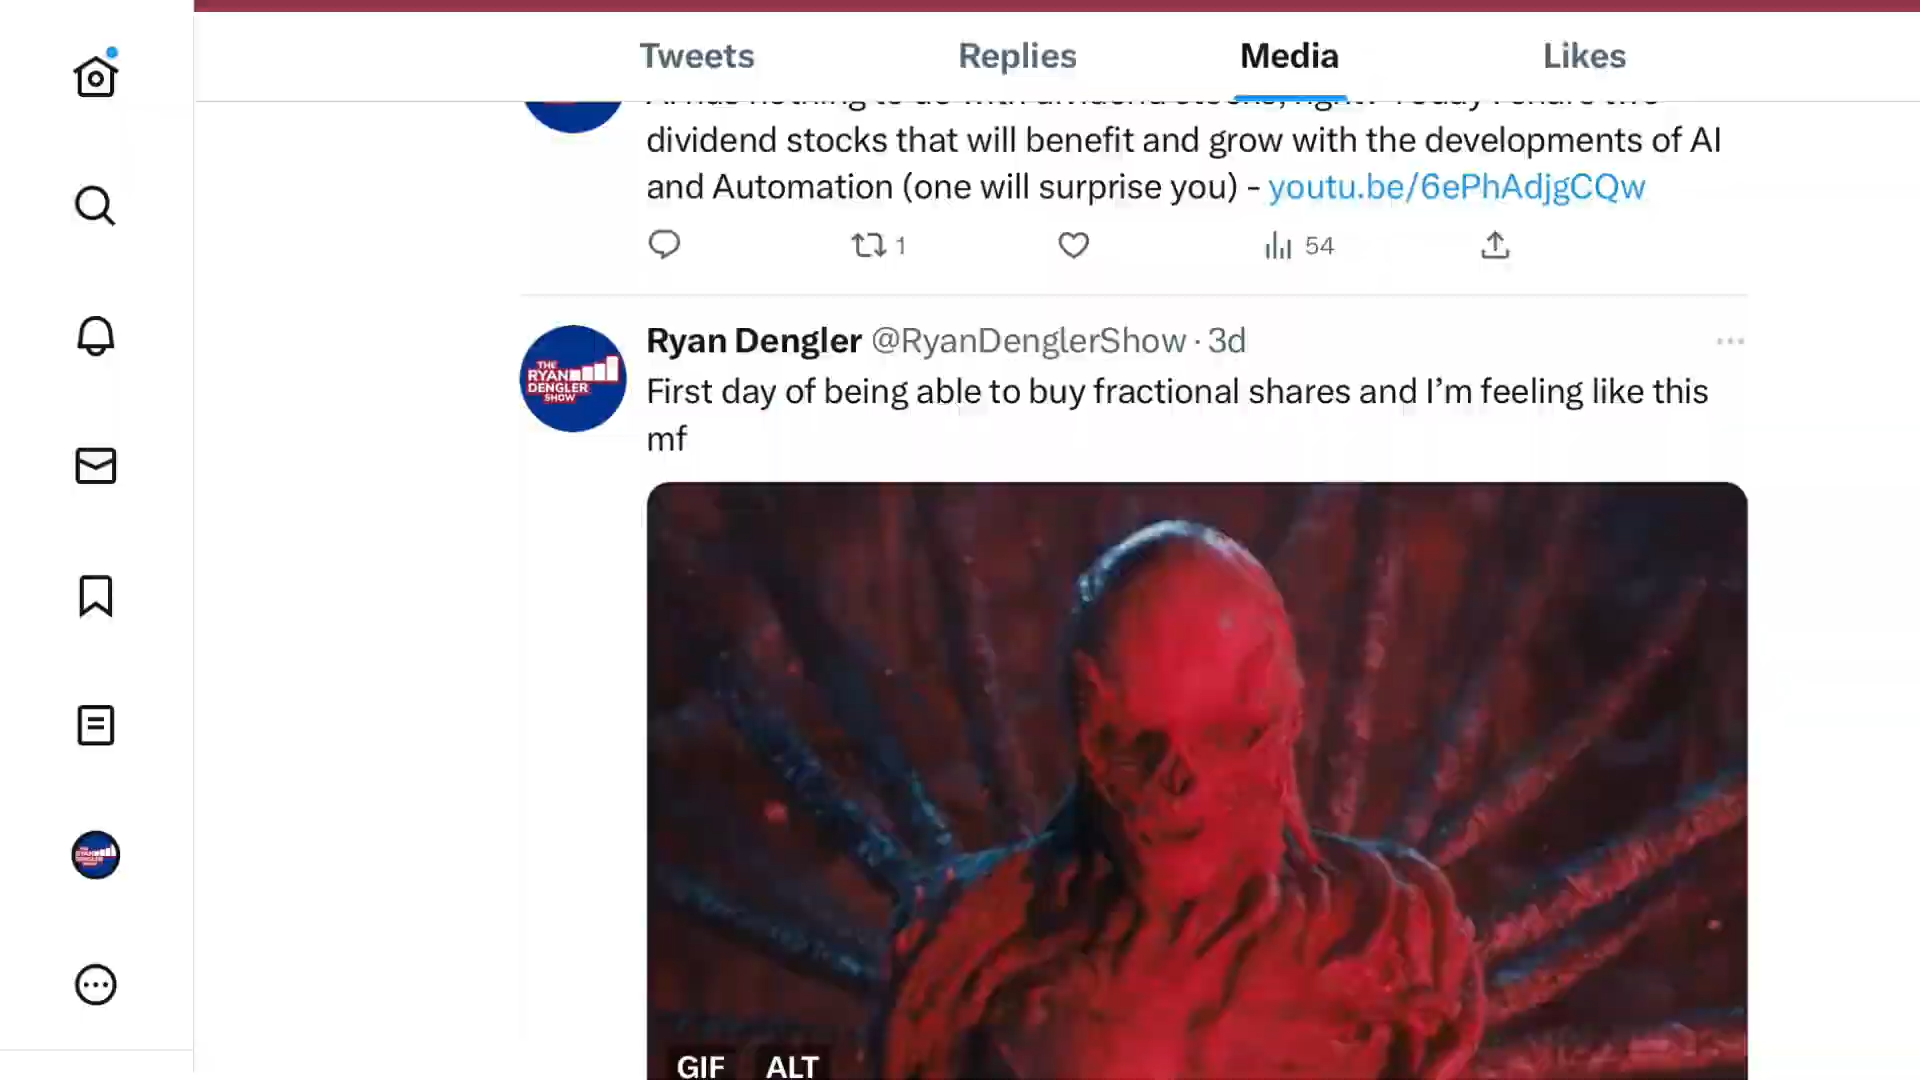 Tweets Replies Media Likes
dividend stocks that will benefit and grow with the developments of AI
and Automation (one will surprise you) - youtu.be/6ePhAdjgCQw
1 54
Ryan Dengler @RyanDenglerShow · 3d
THE
RYAN
DENGLER
SHOW
First day of being able to buy fractional shares and I’m feeling like this
mf
GIF ALT